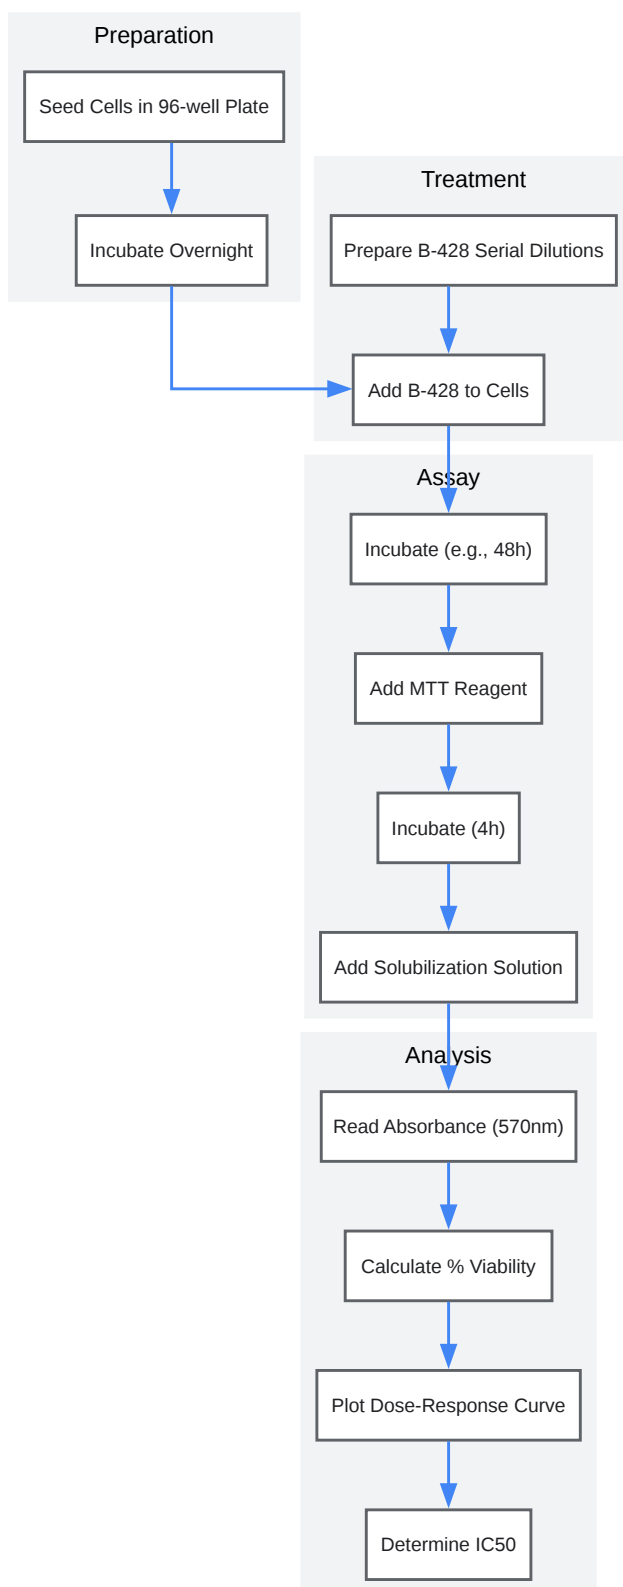 Preparation
Seed Cells in 96-well Plate
Incubate Overnight
Treatment
Prepare B-428 Serial Dilutions
Add B-428 to Cells
Assay
Incubate (e.g., 48h)
Add MTT Reagent
Incubate (4h)
Add Solubilization Solution
Analysis
Read Absorbance (570nm)
Calculate % Viability
Plot Dose-Response Curve
Determine IC50